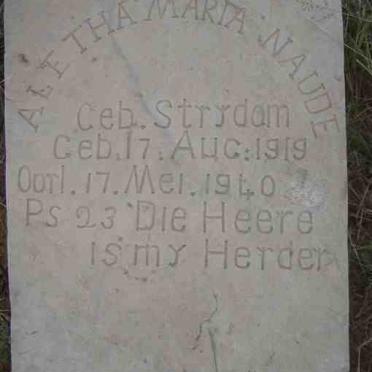 ALETHA MARIA NAUDE
Geb. Strydom
Geb. 17. Aug. 1919
Oorl. 17. Mei. 1940
Ps 23 Die Heere
is my Herder